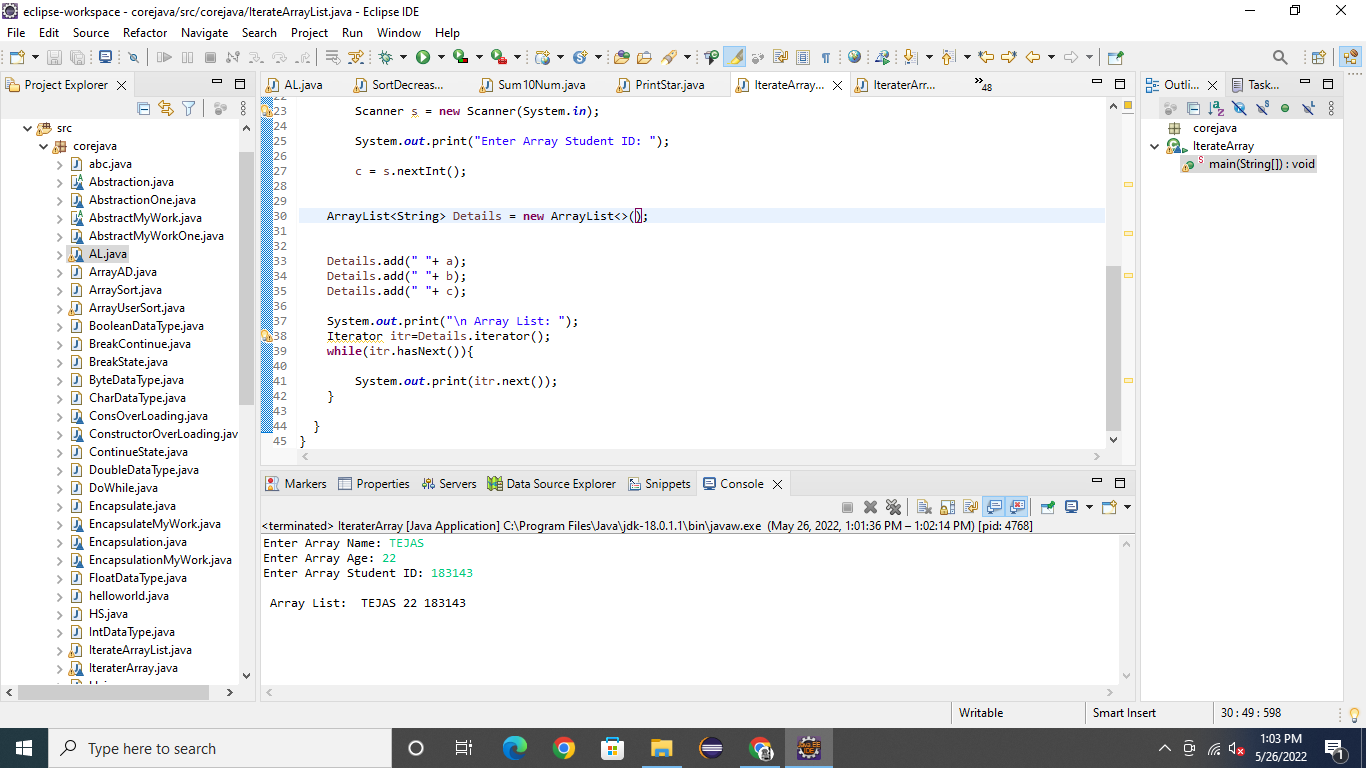 eclipse-workspace - corejava/src/corejava/IterateArrayList.java - Eclipse IDE
File Edit Source Refactor Navigate Search Project Run Window Help
Project Explorer
src
corejava
abc.java
Abstraction.java
AbstractionOne.java
AbstractMyWork.java
AbstractMyWorkOne.java
AL.java
ArrayAD.java
ArraySort.java
ArrayUserSort.java
BooleanDataType.java
BreakContinue.java
BreakState.java
ByteDataType.java
CharDataType.java
ConsOverLoading.java
ConstructorOverLoading.jav
ContinueState.java
DoubleDataType.java
DoWhile.java
Encapsulate.java
EncapsulateMyWork.java
Encapsulation.java
EncapsulationMyWork.java
FloatDataType.java
helloworld.java
HS.java
IntDataType.java
IterateArrayList.java
IteraterArray.java
AL.java SortDecreas... Sum10Num.java PrintStar.java IterateArray... IteraterArr... »48
22
23 Scanner s = new Scanner(System.in);
24
25 System.out.print("Enter Array Student ID: ");
26
27 c = s.nextInt();
28
29
30 ArrayList<String> Details = new ArrayList<>();
31
32
33 Details.add(" "+ a);
34 Details.add(" "+ b);
35 Details.add(" "+ c);
36
37 System.out.print("\n Array List: ");
38 Iterator itr=Details.iterator();
39 while(itr.hasNext()){
40
41 System.out.print(itr.next());
42 }
43
44 }
45 }
Outli... Task...
corejava
IterateArray
main(String[]) : void
Markers Properties Servers Data Source Explorer Snippets Console
<terminated> IteraterArray [Java Application] C:\Program Files\Java\jdk-18.0.1.1\bin\javaw.exe (May 26, 2022, 1:01:36 PM – 1:02:14 PM) [pid: 4768]
Enter Array Name: TEJAS
Enter Array Age: 22
Enter Array Student ID: 183143
Array List: TEJAS 22 183143
Writable Smart Insert 30 : 49 : 598
Type here to search
1:03 PM
5/26/2022
1